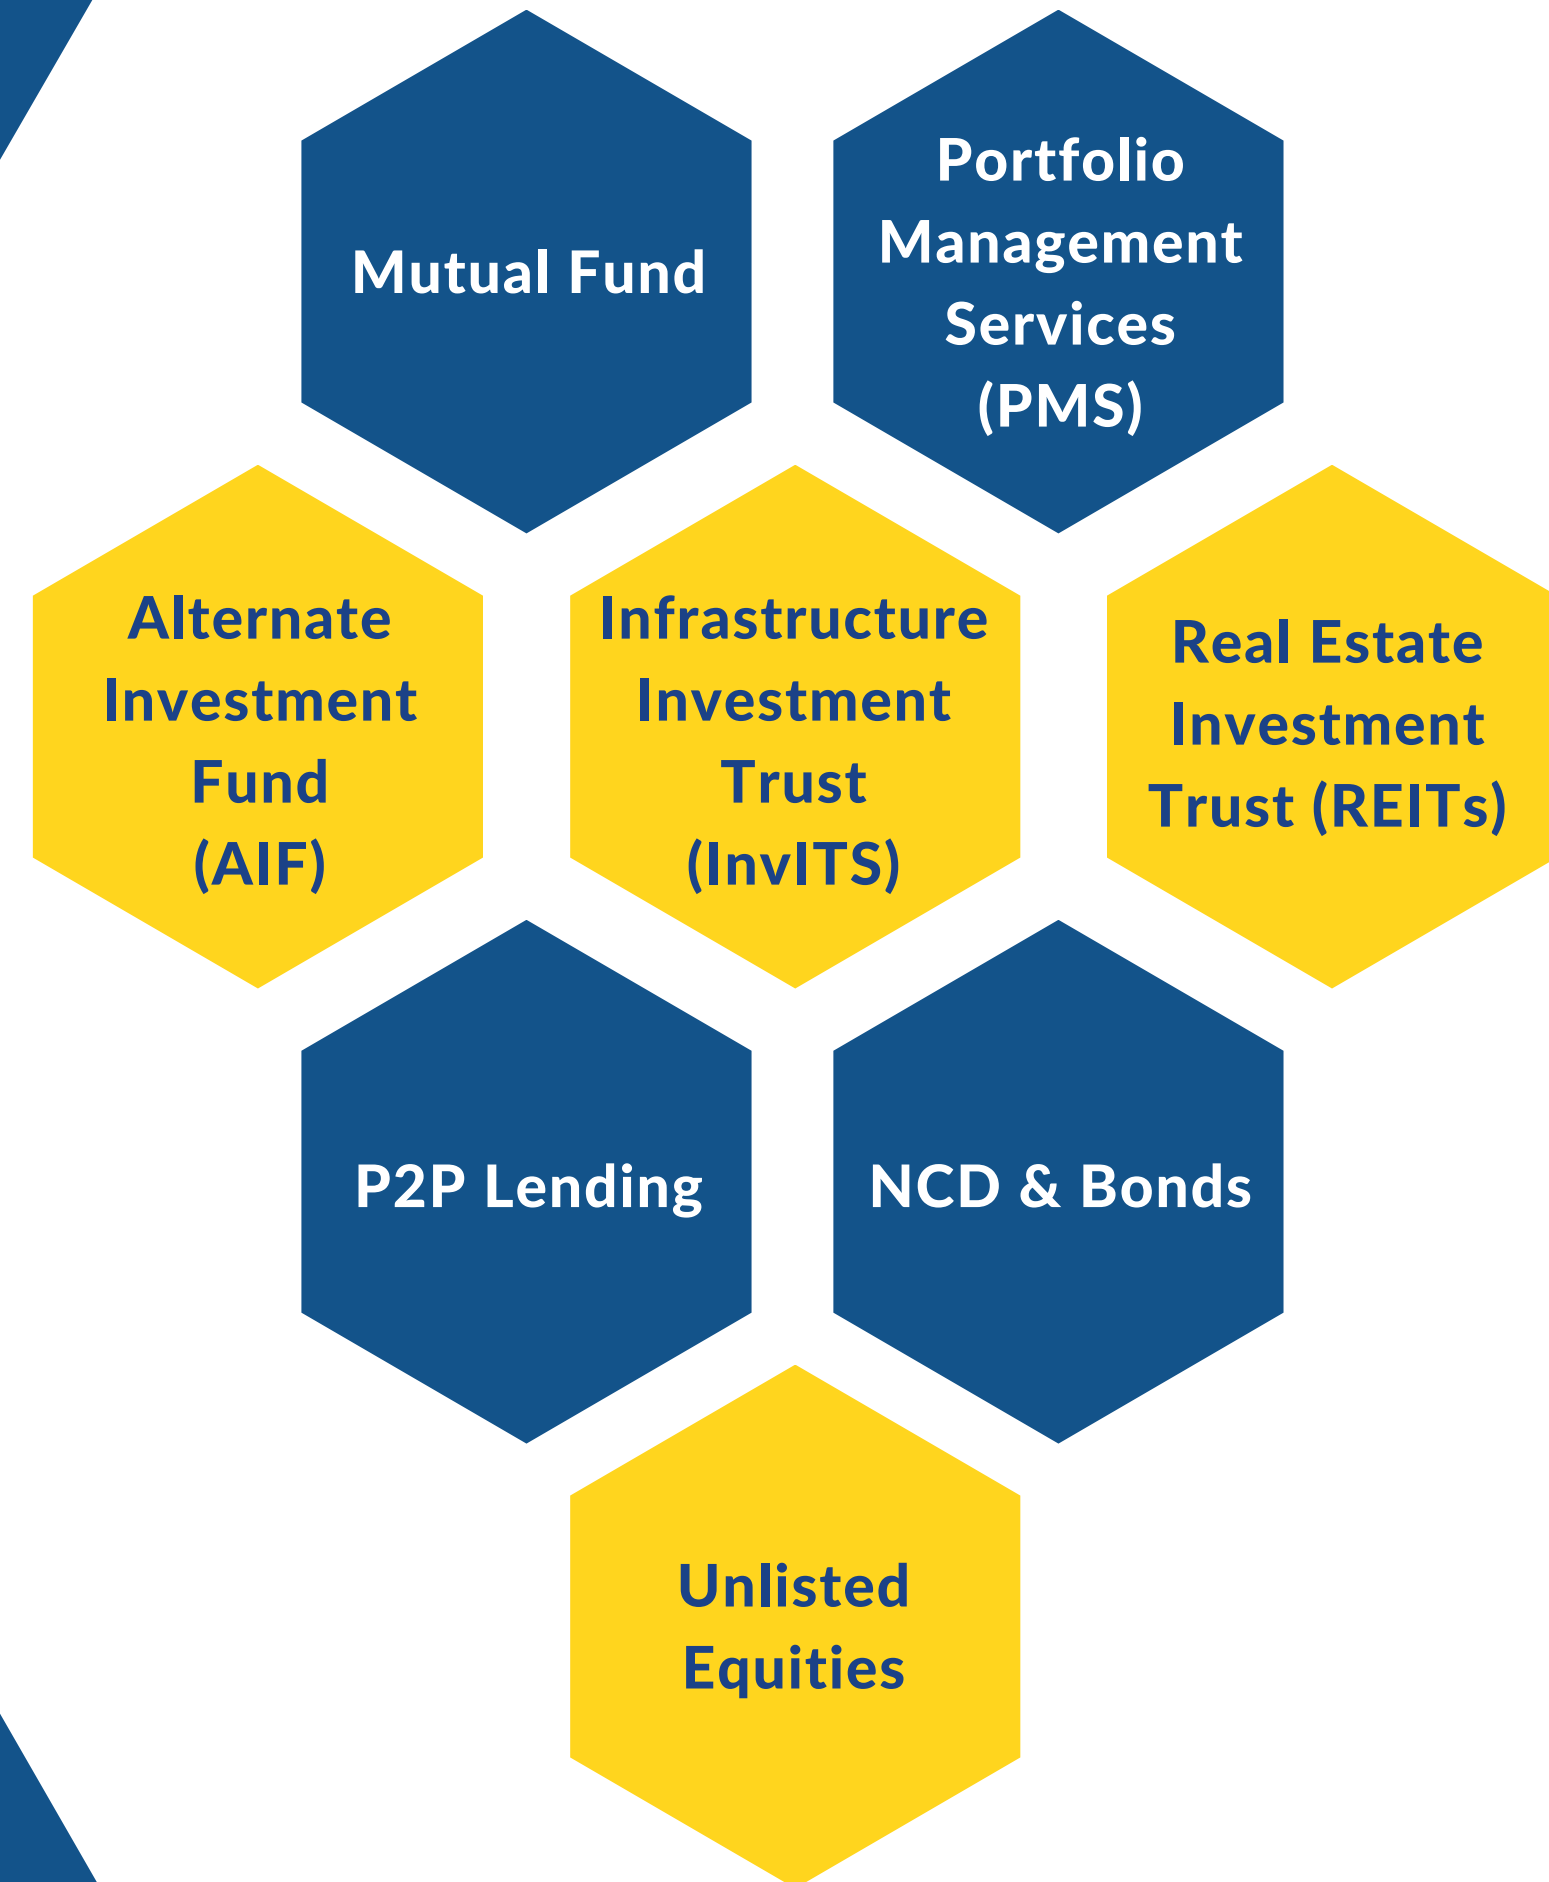 Mutual Fund
Portfolio
Management
Services
(PMS)
Alternate
Investment
Fund
(AIF)
Infrastructure
Investment
Trust
(InvITS)
Real Estate
Investment
Trust (REITs)
P2P Lending
NCD & Bonds
Unlisted
Equities